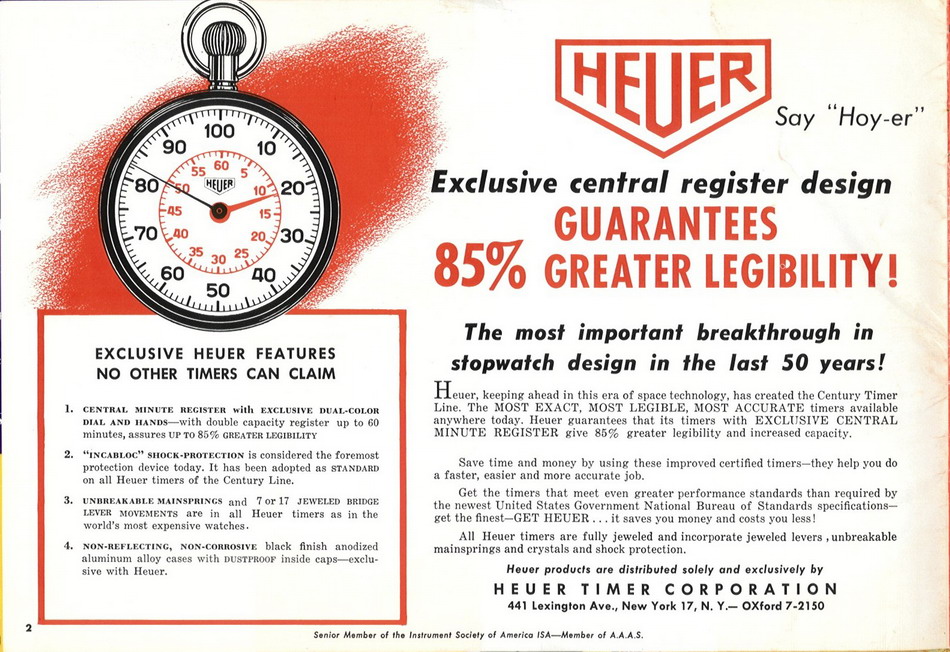 100
90
10
80
20
70
30
60
40
50
60
55
5
50
10
45
15
40
20
35
25
30
HEUER
HEUER
Say "Hoy-er"
Exclusive central register design
GUARANTEES
85% GREATER LEGIBILITY!
The most important breakthrough in
stopwatch design in the last 50 years!
Heuer, keeping ahead in this era of space technology, has created the Century Timer
Line. The MOST EXACT, MOST LEGIBLE, MOST ACCURATE timers available
anywhere today. Heuer guarantees that its timers with EXCLUSIVE CENTRAL
MINUTE REGISTER give 85% greater legibility and increased capacity.
Save time and money by using these improved certified timers—they help you do
a faster, easier and more accurate job.
Get the timers that meet even greater performance standards than required by
the newest United States Government National Bureau of Standards specifications—
get the finest—GET HEUER . . . it saves you money and costs you less!
All Heuer timers are fully jeweled and incorporate jeweled levers , unbreakable
mainsprings and crystals and shock protection.
Heuer products are distributed solely and exclusively by
HEUER TIMER CORPORATION
441 Lexington Ave., New York 17, N. Y.— OXford 7-2150
EXCLUSIVE HEUER FEATURES
NO OTHER TIMERS CAN CLAIM
1. CENTRAL MINUTE REGISTER with EXCLUSIVE DUAL-COLOR
DIAL AND HANDS—with double capacity register up to 60
minutes, assures UP TO 85% GREATER LEGIBILITY
2. "INCABLOC" SHOCK-PROTECTION is considered the foremost
protection device today. It has been adopted as STANDARD
on all Heuer timers of the Century Line.
3. UNBREAKABLE MAINSPRINGS and 7 or 17 JEWELED BRIDGE
LEVER MOVEMENTS are in all Heuer timers as in the
world's most expensive watches.
4. NON-REFLECTING, NON-CORROSIVE black finish anodized
aluminum alloy cases with DUSTPROOF inside caps—exclu-
sive with Heuer.
2
Senior Member of the Instrument Society of America ISA—Member of A.A.A.S.